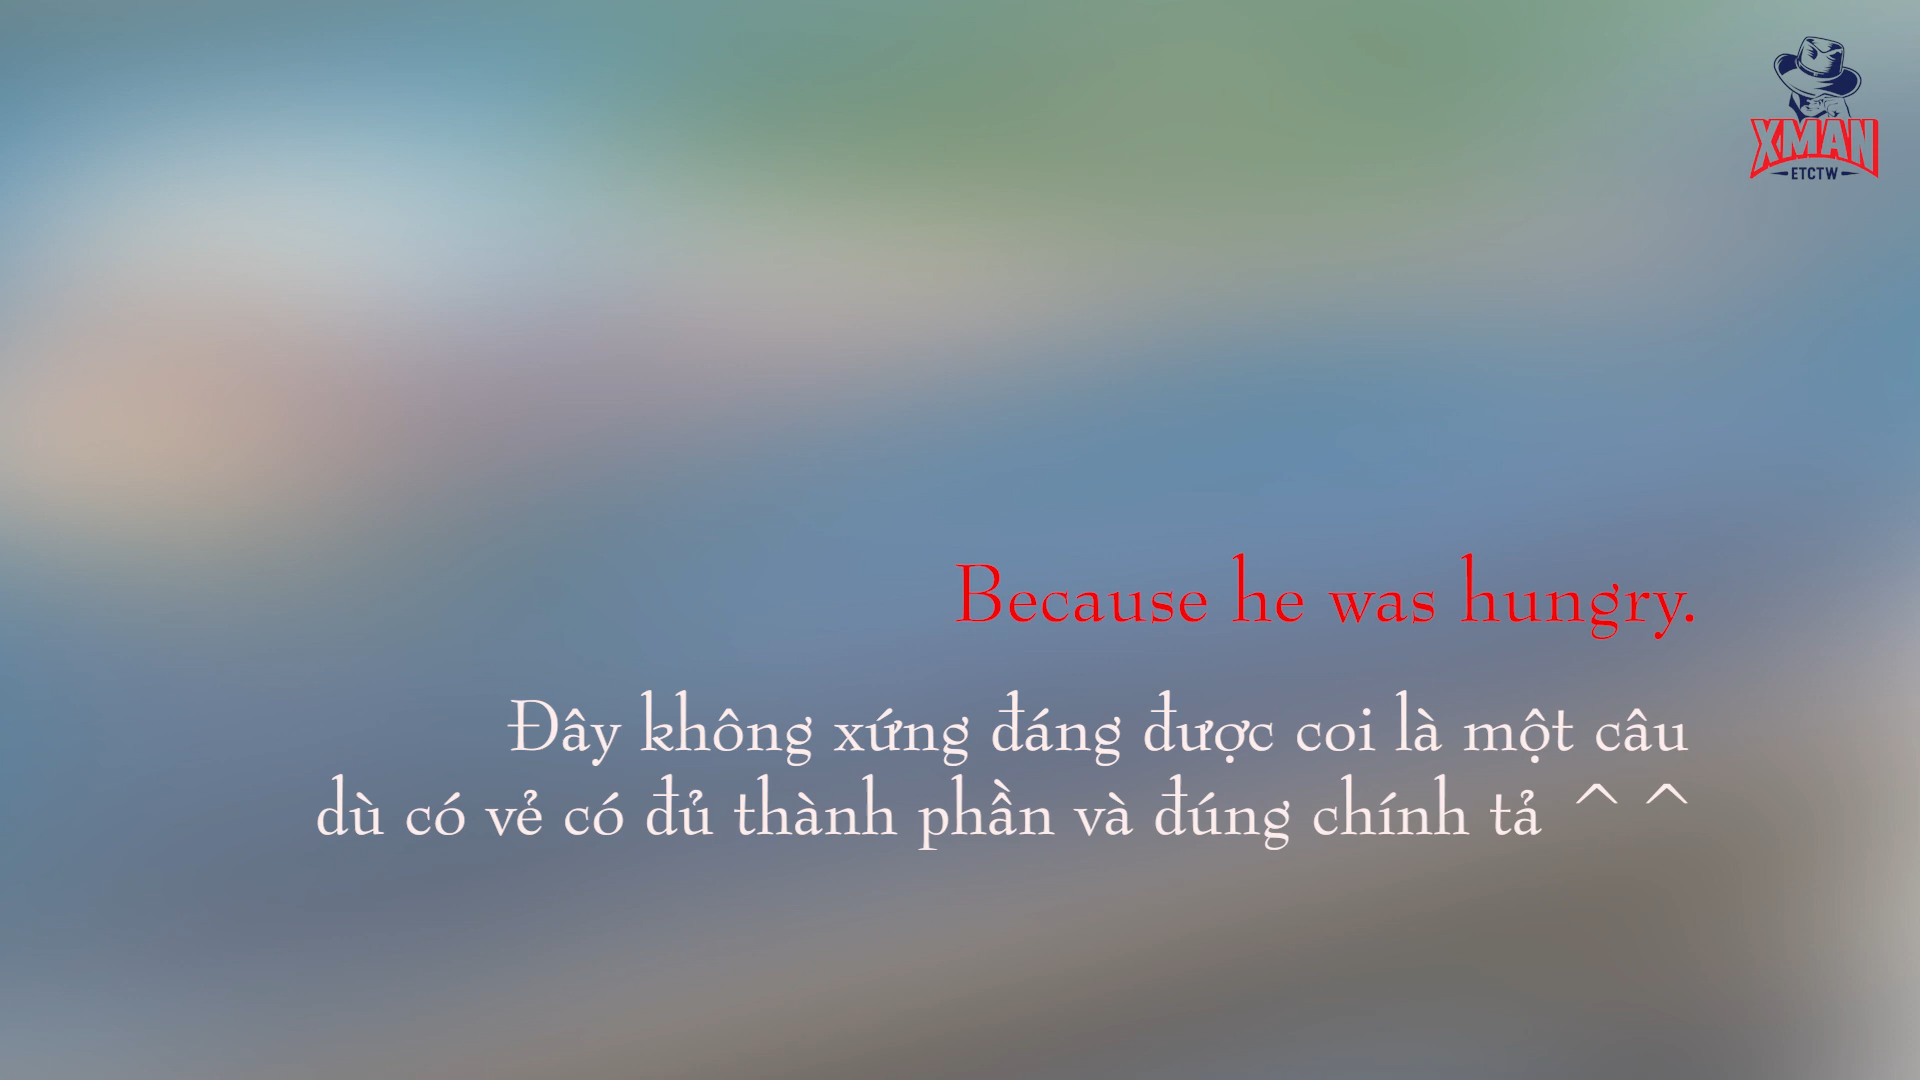 XMAN
ETCTW
Because he was hungry.
Đây không xứng đáng được coi là một câu
dù có vẻ có đủ thành phần và đúng chính tả ^ ^